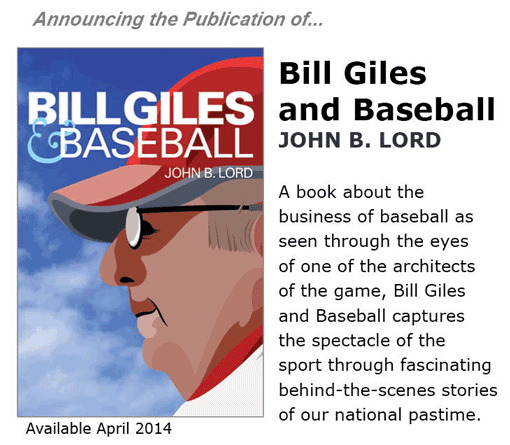 Announcing the Publication of...
BILL GILES
& BASEBALL
JOHN B. LORD
Available April 2014
Bill Giles
and Baseball
JOHN B. LORD
A book about the
business of baseball as
seen through the eyes
of one of the architects
of the game, Bill Giles
and Baseball captures
the spectacle of the
sport through fascinating
behind-the-scenes stories
of our national pastime.